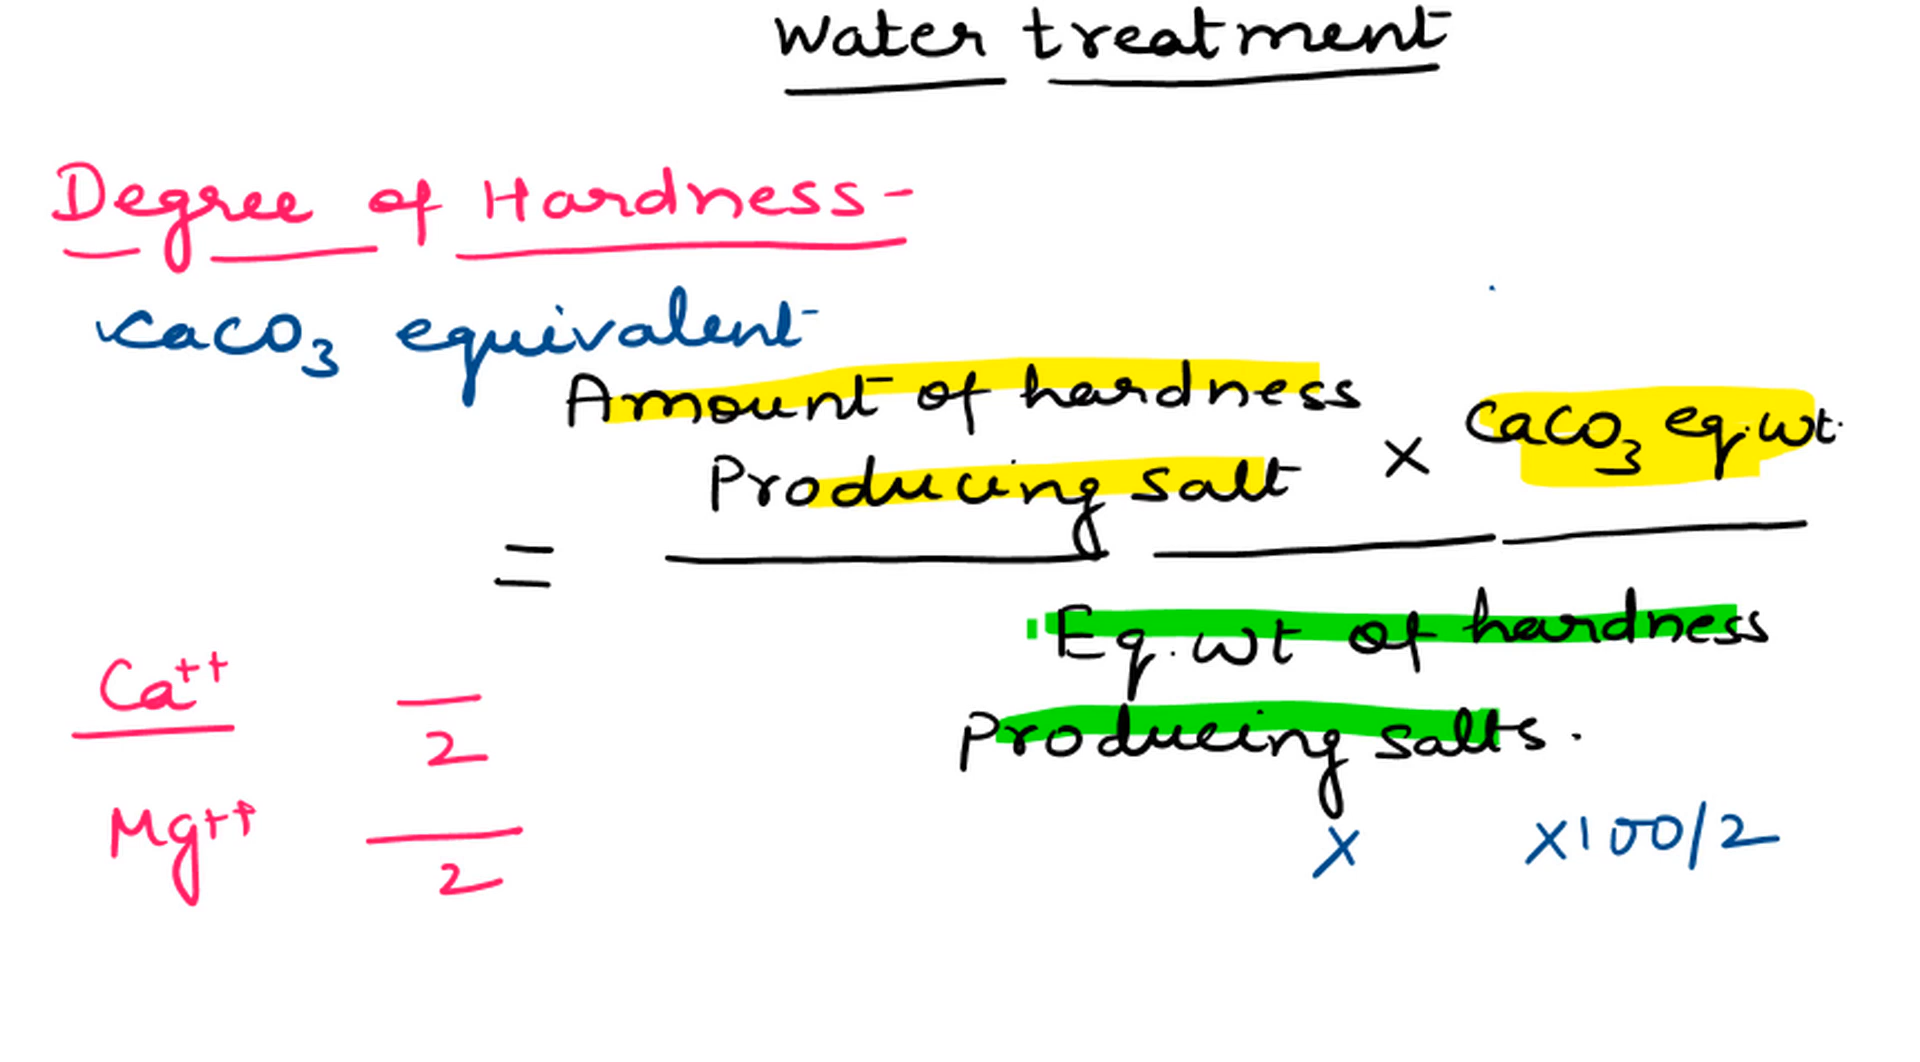 Water treatment
Degree of Hardness-
CaCO3 equivalent
Amount of hardness
Producing salt × CaCO3 eq.wt.
=
Eq.wt of hardness
Producing salts.
Ca++ 2
Mg++ 2
x x100/2